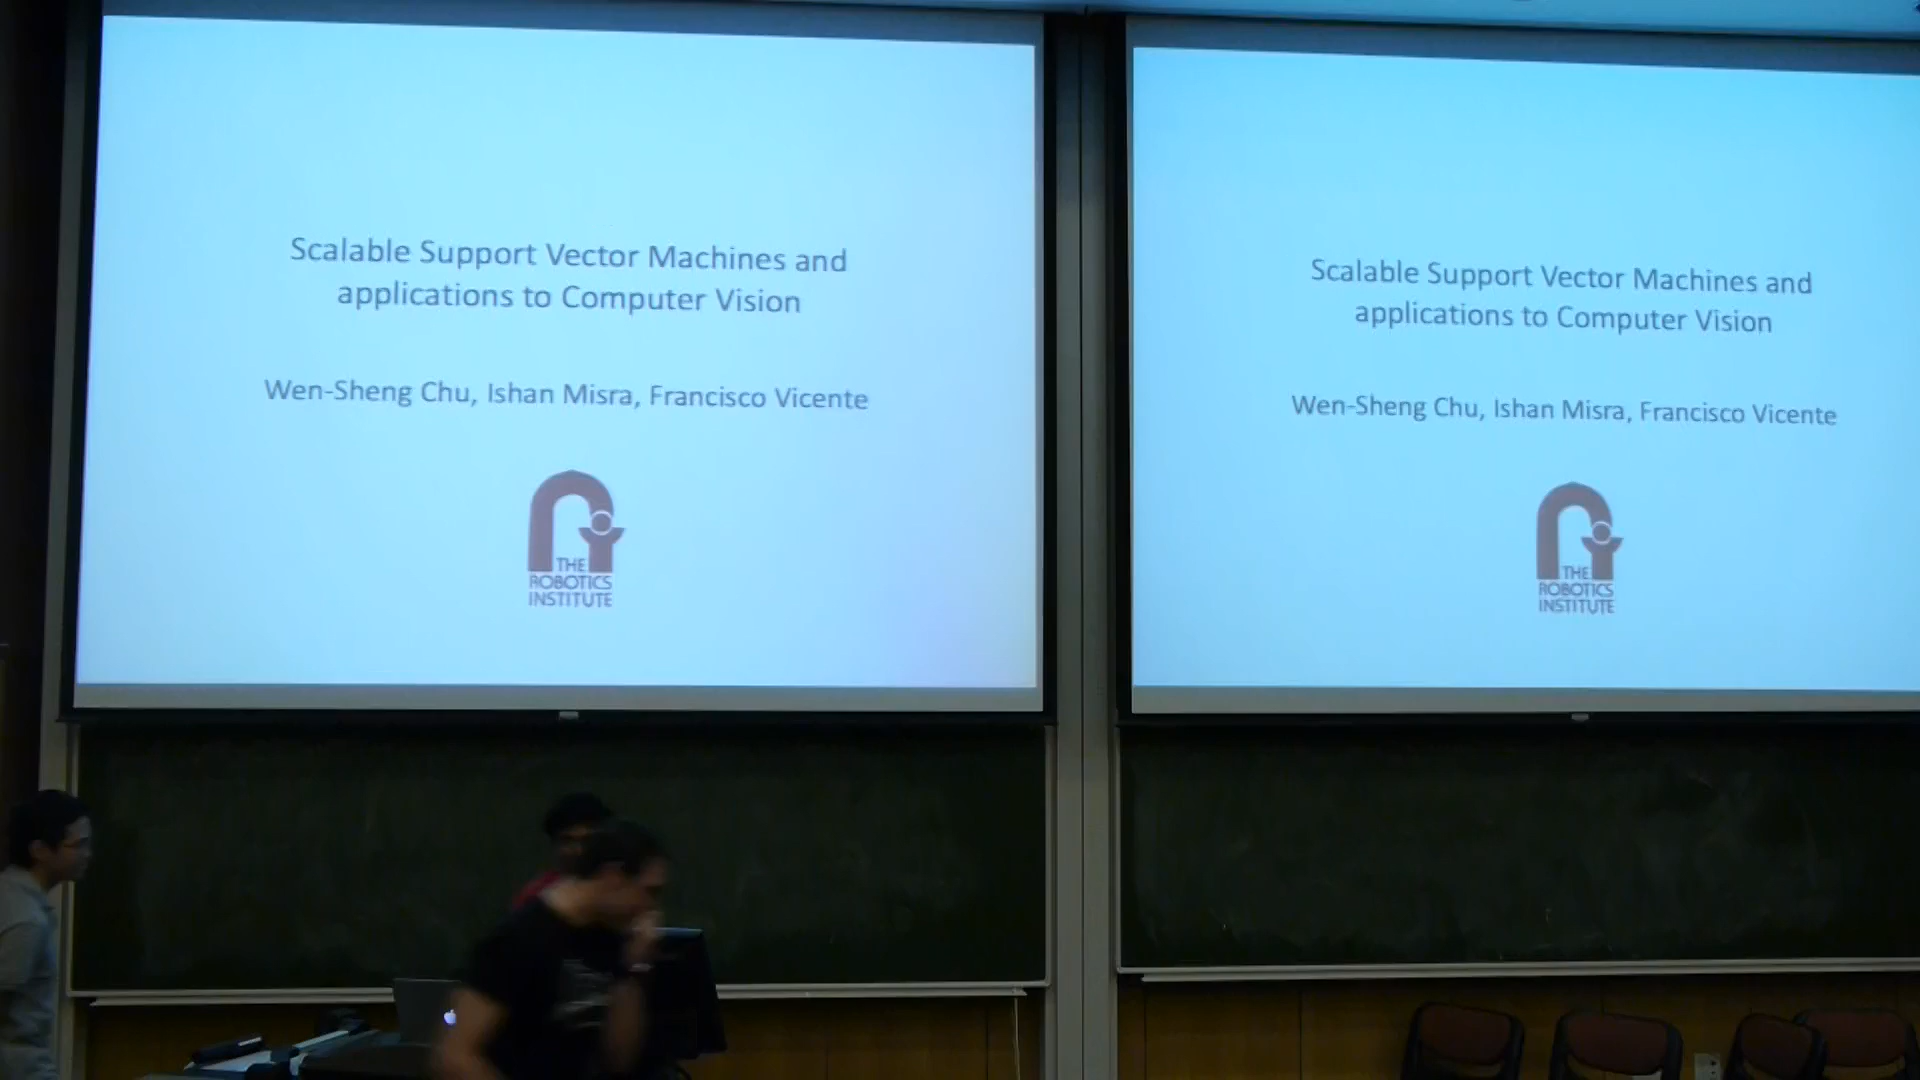 Scalable Support Vector Machines and
applications to Computer Vision
Wen-Sheng Chu, Ishan Misra, Francisco Vicente
THE
ROBOTICS
INSTITUTE
Scalable Support Vector Machines and
applications to Computer Vision
Wen-Sheng Chu, Ishan Misra, Francisco Vicente
THE
ROBOTICS
INSTITUTE